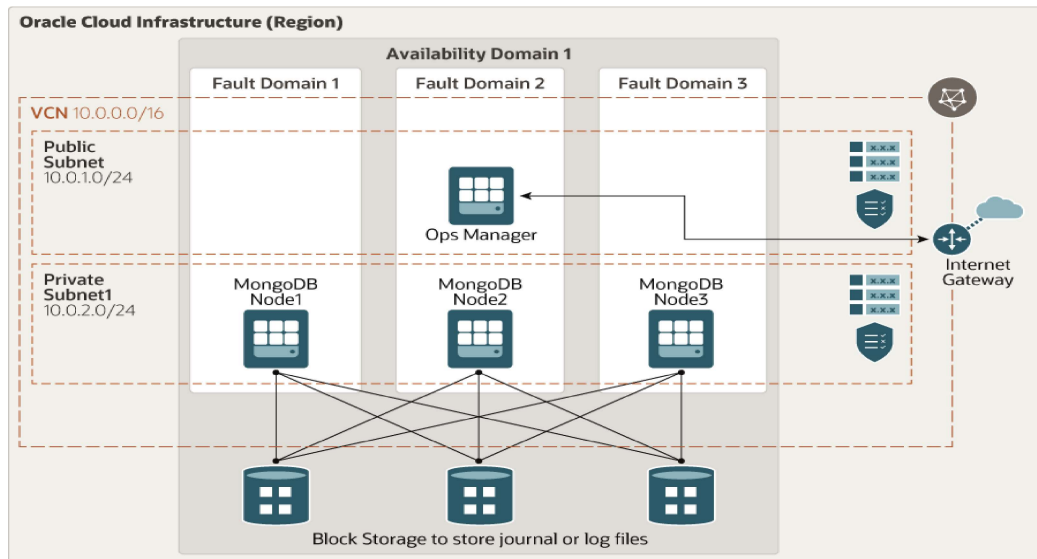 Oracle Cloud Infrastructure (Region)
Availability Domain 1
Fault Domain 1
Fault Domain 2
Fault Domain 3
VCN 10.0.0.0/16
Public
Subnet
10.0.1.0/24
X.X.X
X.X.X
X.X.X
Ops Manager
Internet
Gateway
Private
Subnet1
10.0.2.0/24
MongoDB
Node1
MongoDB
Node2
MongoDB
Node3
X.X.X
X.X.X
X.X.X
Block Storage to store journal or log files